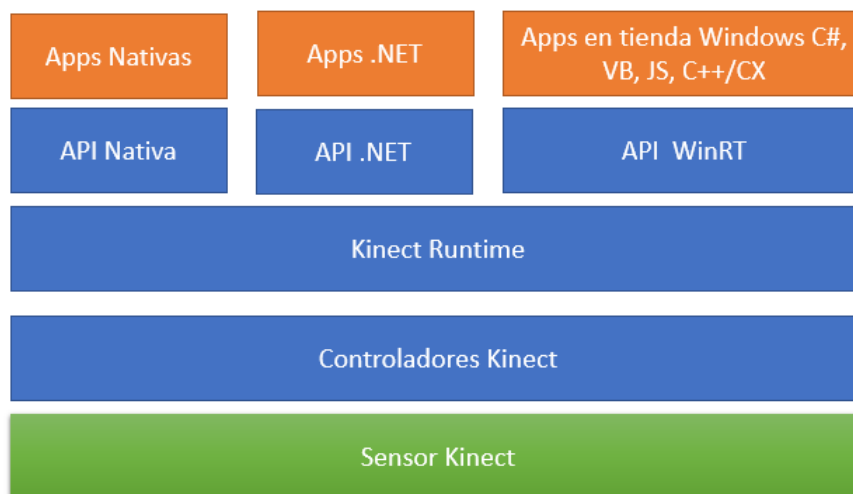 Apps Nativas
Apps .NET
Apps en tienda Windows C#,
VB, JS, C++/CX
API Nativa
API .NET
API WinRT
Kinect Runtime
Controladores Kinect
Sensor Kinect